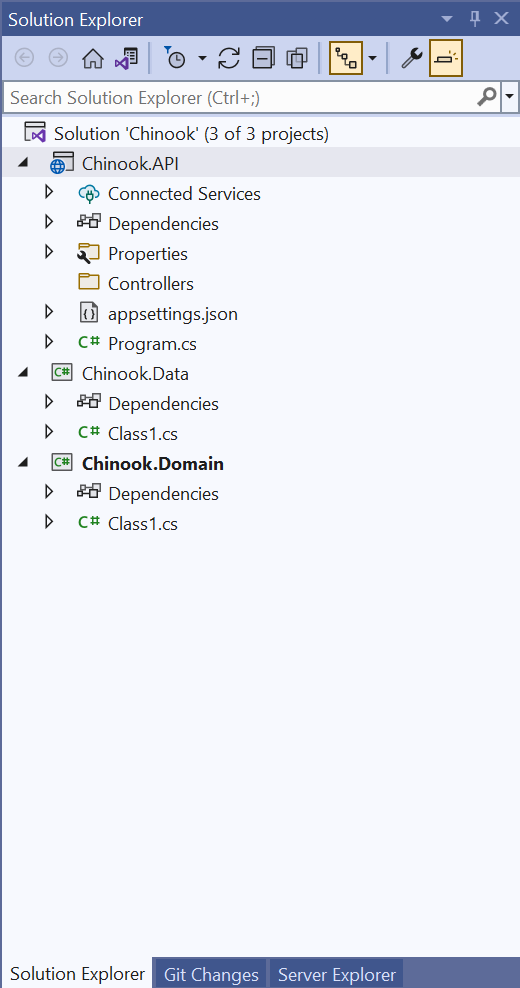 Solution Explorer
Search Solution Explorer (Ctrl+;)
Solution 'Chinook' (3 of 3 projects)
Chinook.API
Connected Services
Dependencies
Properties
Controllers
appsettings.json
C# Program.cs
C# Chinook.Data
Dependencies
C# Class1.cs
C# Chinook.Domain
Dependencies
C# Class1.cs
Solution Explorer Git Changes Server Explorer